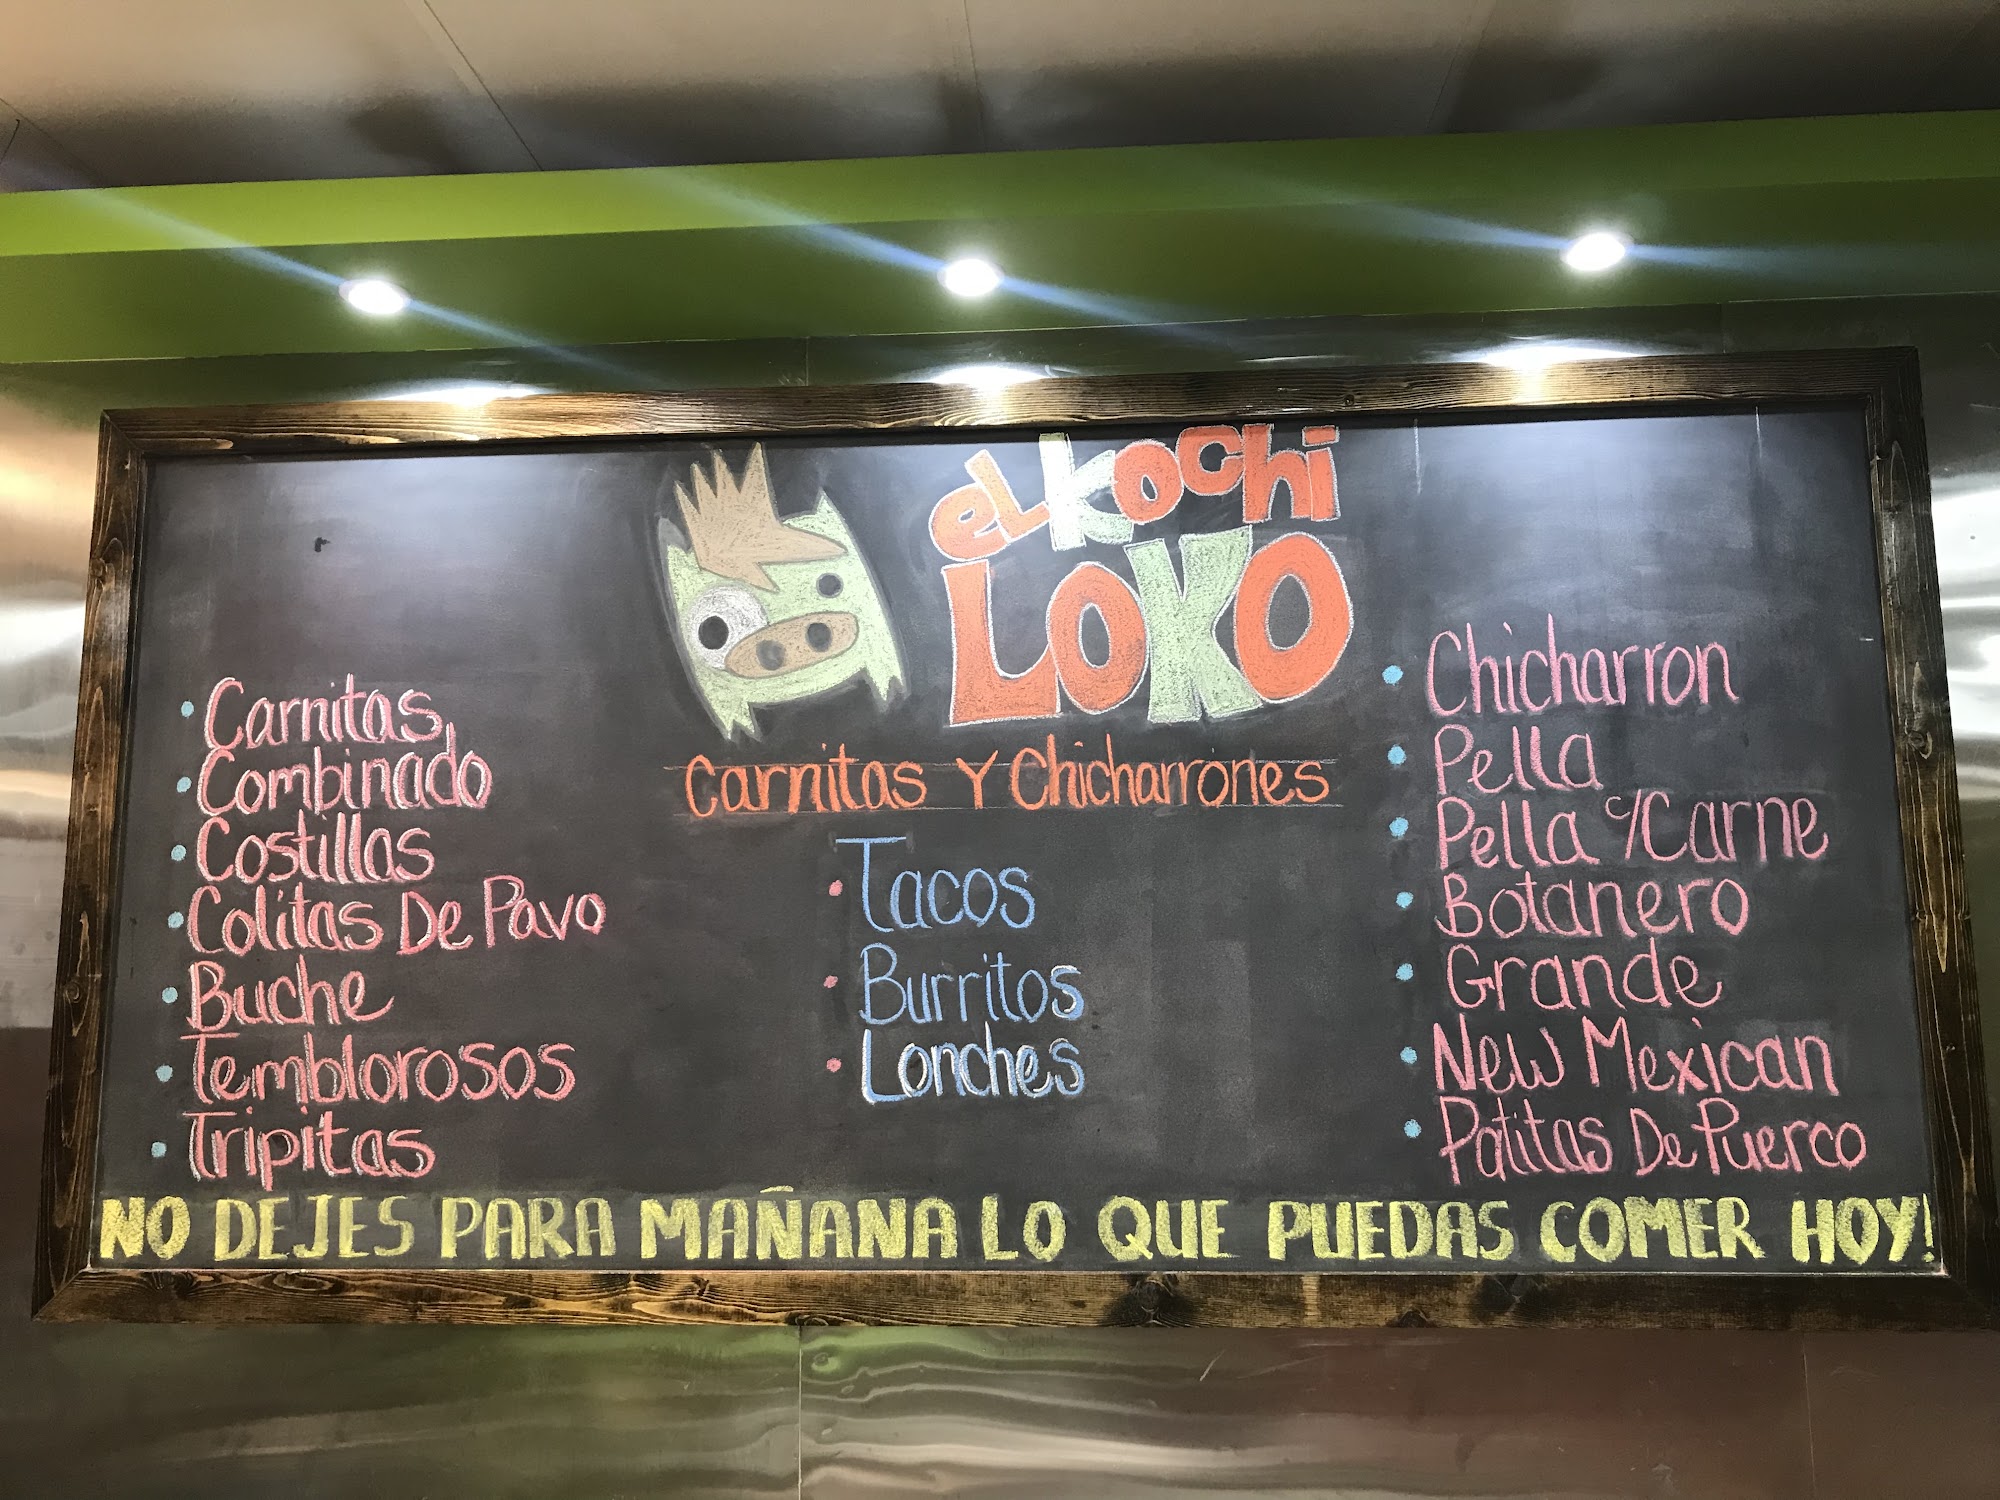 eL Kochi
LOKO
Carnitas Y Chicharrones
Carnitas
Combinado
Costillas
Colitas De Pavo
Buche
Temblorosos
Tripitas
Tacos
Burritos
Lonches
Chicharron
Pella
Pella c/Carne
Botanero
Grande
New Mexican
Patitas De Puerco
NO DEJES PARA MAÑANA LO QUE PUEDAS COMER HOY!